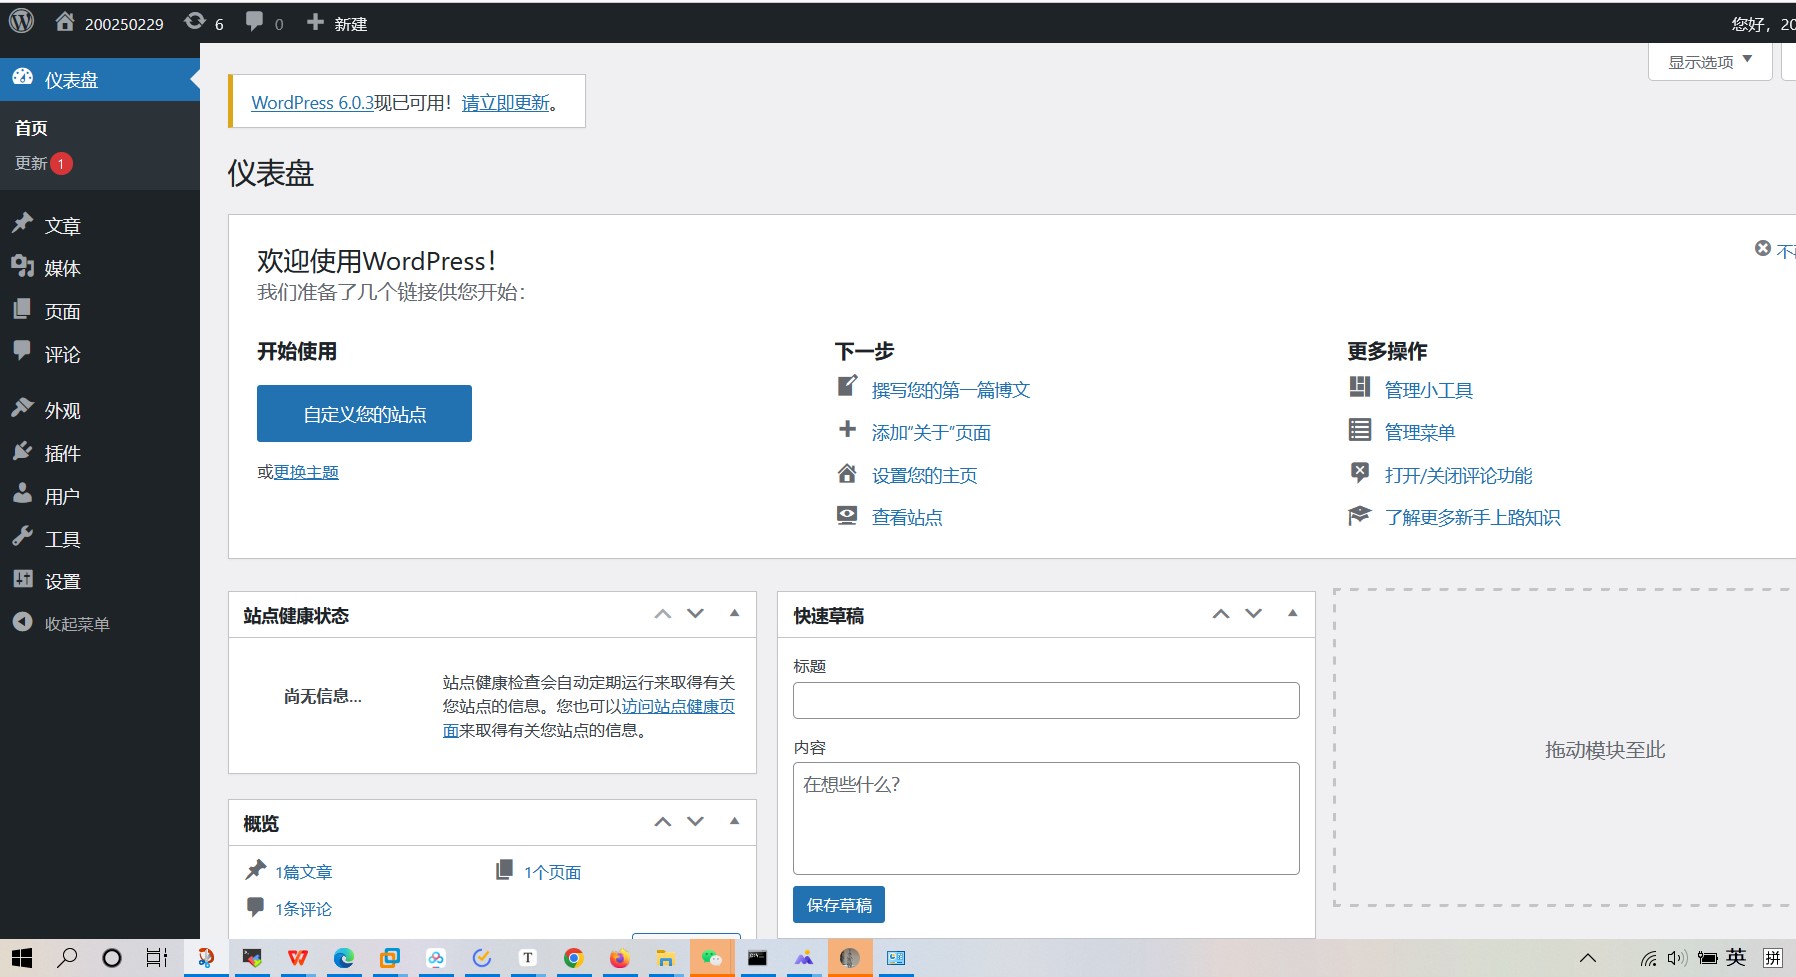 200250229 6 0 新建
您好，20
仪表盘
首页
更新 1
文章
媒体
页面
评论
外观
插件
用户
工具
设置
收起菜单
显示选项
WordPress 6.0.3现已可用！请立即更新。
仪表盘
欢迎使用WordPress！
不再
我们准备了几个链接供您开始：
开始使用
自定义您的站点
或更换主题
下一步
撰写您的第一篇博文
添加“关于”页面
设置您的主页
查看站点
更多操作
管理小工具
管理菜单
打开/关闭评论功能
了解更多新手上路知识
站点健康状态
尚无信息…
站点健康检查会自动定期运行来取得有关
您站点的信息。您也可以访问站点健康页
面来取得有关您站点的信息。
概览
1篇文章
1个页面
1条评论
快速草稿
标题
内容
在想些什么？
保存草稿
拖动模块至此
英 拼